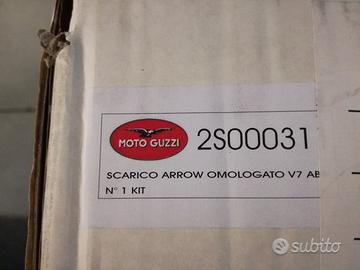 MOTO GUZZI
2S00031
SCARICO ARROW OMOLOGATO V7 AB
N° 1 KIT
subito